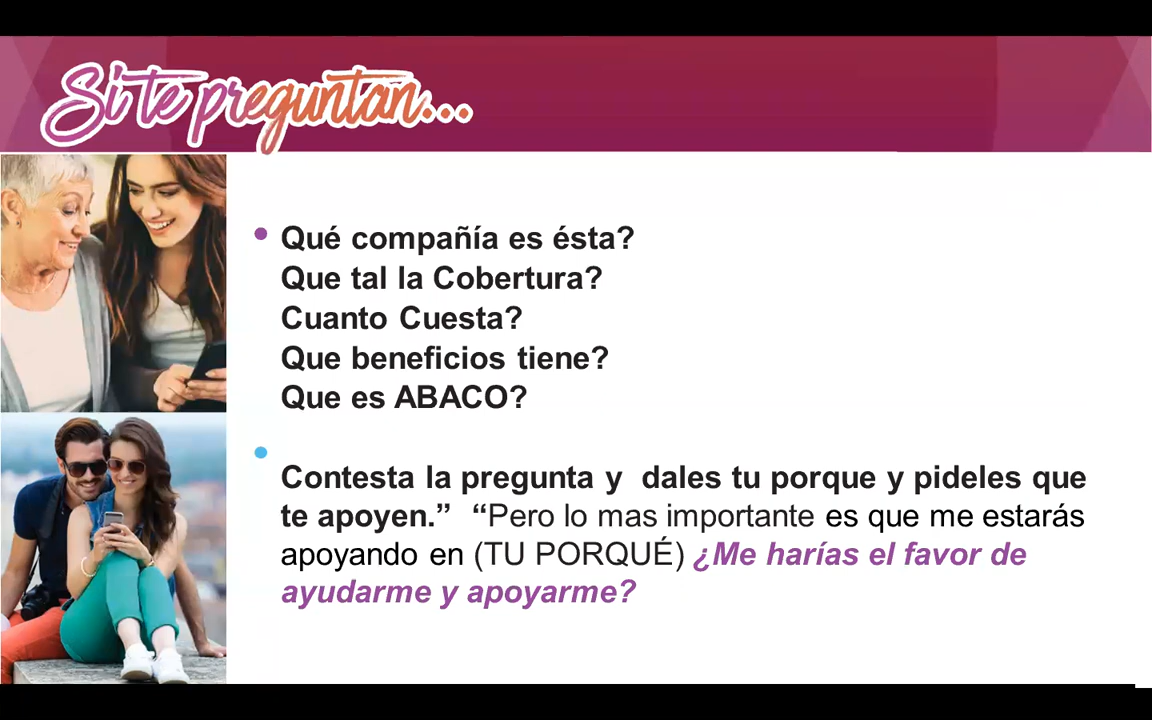 Si te preguntan...
Qué compañía es ésta?
Que tal la Cobertura?
Cuanto Cuesta?
Que beneficios tiene?
Que es ABACO?
Contesta la pregunta y  dales tu porque y pideles que
te apoyen.”  “Pero lo mas importante es que me estarás
apoyando en (TU PORQUÉ) ¿Me harías el favor de
ayudarme y apoyarme?